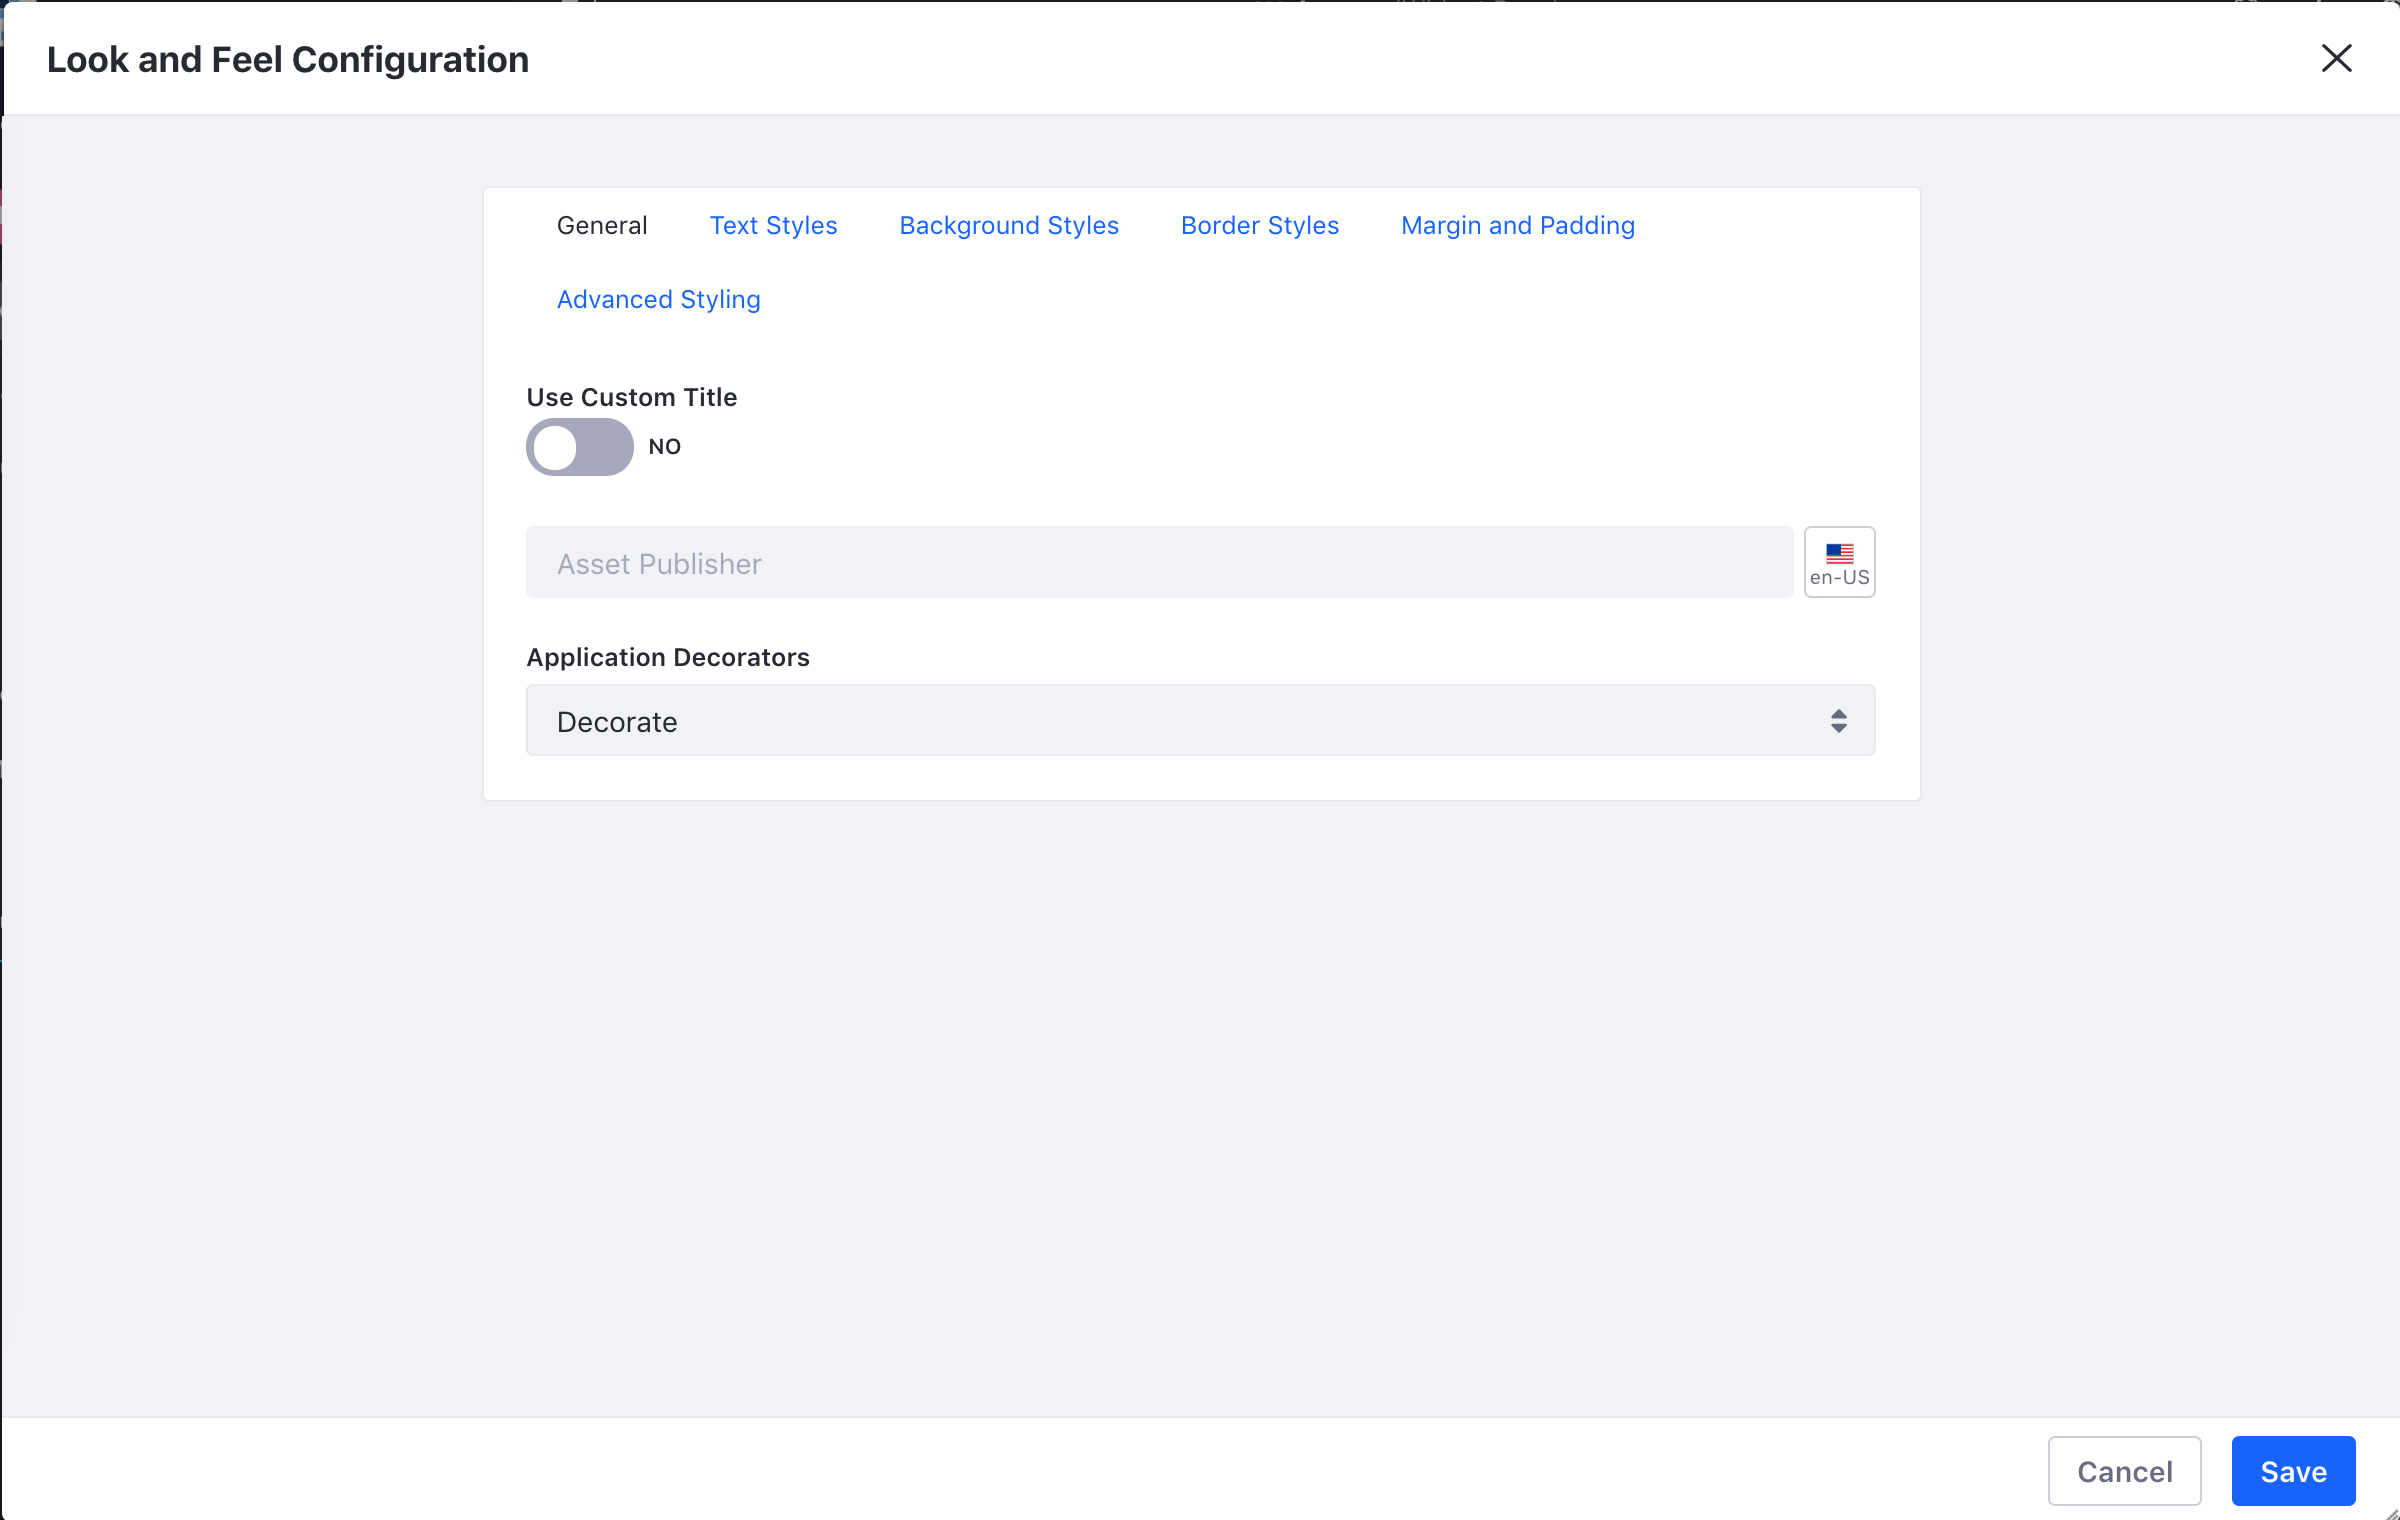 Look and Feel Configuration
General Text Styles Background Styles Border Styles Margin and Padding
Advanced Styling
Use Custom Title
NO
Asset Publisher
en-US
Application Decorators
Decorate
Cancel Save